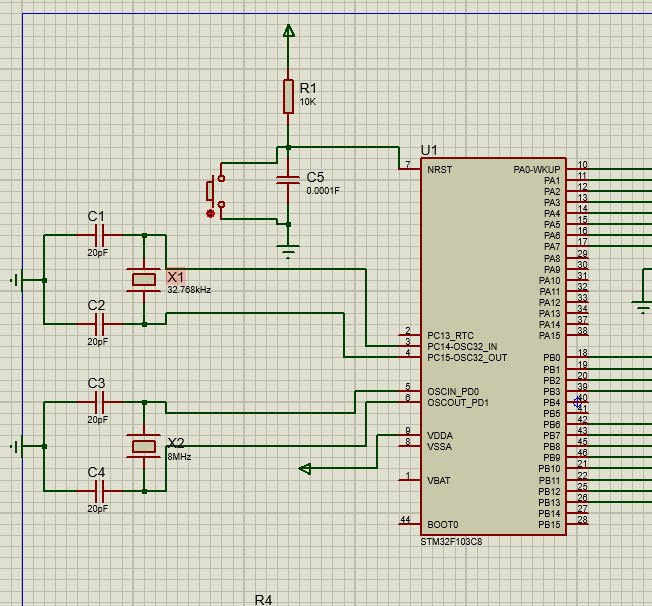 R1
10K
U1
C5
0.0001F
7
NRST
PA0-WKUP
10
PA1
11
PA2
12
PA3
13
PA4
14
PA5
15
PA6
16
PA7
17
PA8
29
PA9
30
PA10
31
PA11
32
PA12
33
PA13
34
PA14
37
PA15
38
C1
20pF
X1
32.768kHz
C2
20pF
2
PC13_RTC
3
PC14-OSC32_IN
4
PC15-OSC32_OUT
PB0
18
PB1
19
PB2
20
PB3
39
PB4
40
PB5
41
PB6
42
PB7
43
PB8
45
PB9
46
PB10
21
PB11
22
PB12
25
PB13
26
PB14
27
PB15
28
C3
20pF
5
OSCIN_PD0
6
OSCOUT_PD1
X2
8MHz
9
VDDA
8
VSSA
C4
20pF
1
VBAT
44
BOOT0
STM32F103C8
R4